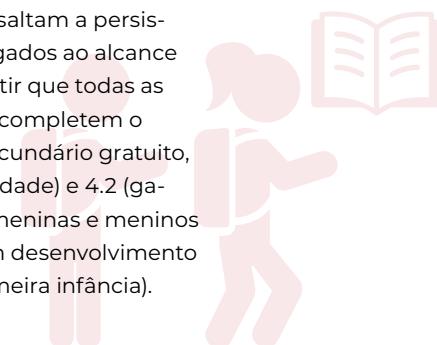 saltam a persis-
gados ao alcance
tir que todas as
completem o
cundário gratuito,
dade) e 4.2 (ga-
neninas e meninos
desenvolvimento
meira infância).